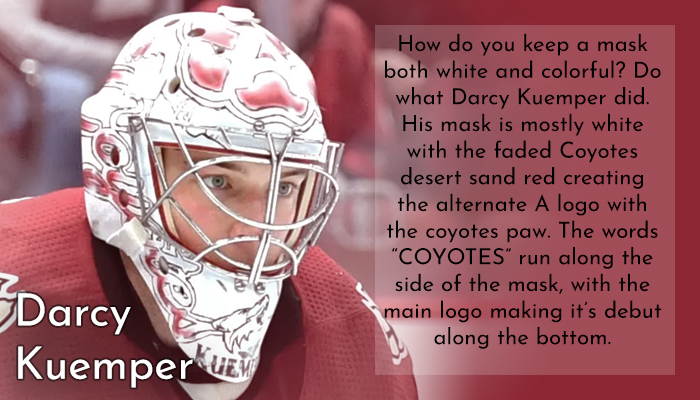 How do you keep a mask
both white and colorful? Do
what Darcy Kuemper did.
His mask is mostly white
with the faded Coyotes
desert sand red creating
the alternate A logo with
the coyotes paw. The words
“COYOTES” run along the
side of the mask, with the
main logo making it’s debut
along the bottom.
Darcy
Kuemper